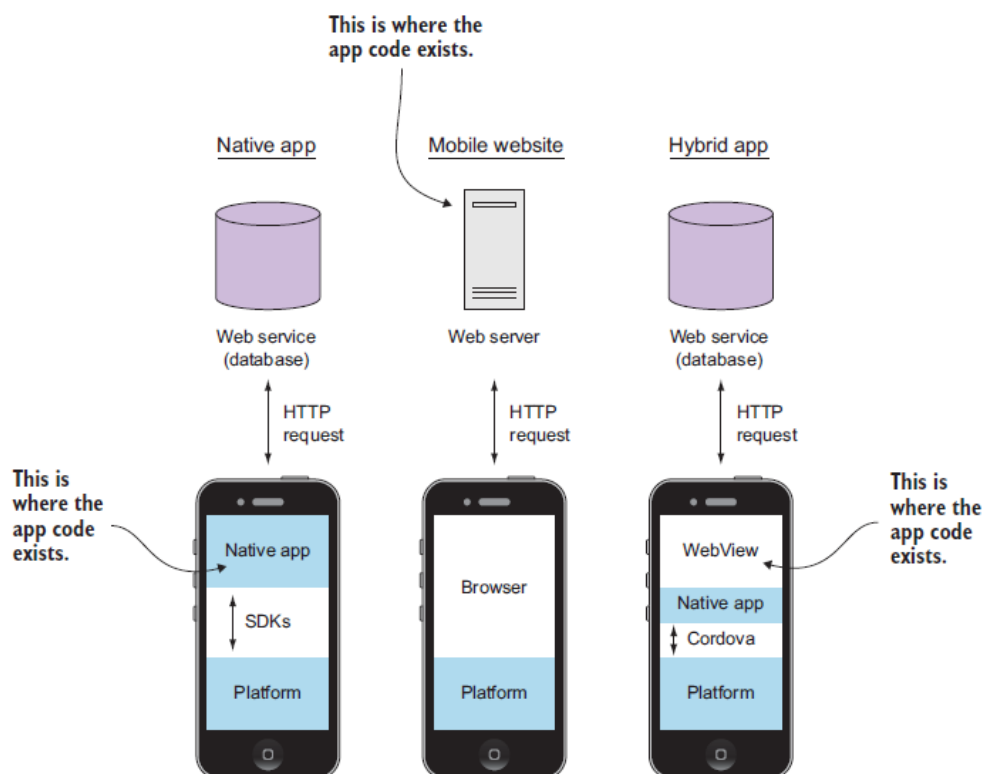 This is where the
app code exists.
Native app
Mobile website
Hybrid app
Web service
(database)
Web server
Web service
(database)
HTTP
request
HTTP
request
HTTP
request
This is
where the
app code
exists.
Native app
SDKs
Platform
Browser
Platform
WebView
Native app
Cordova
Platform
This is
where the
app code
exists.